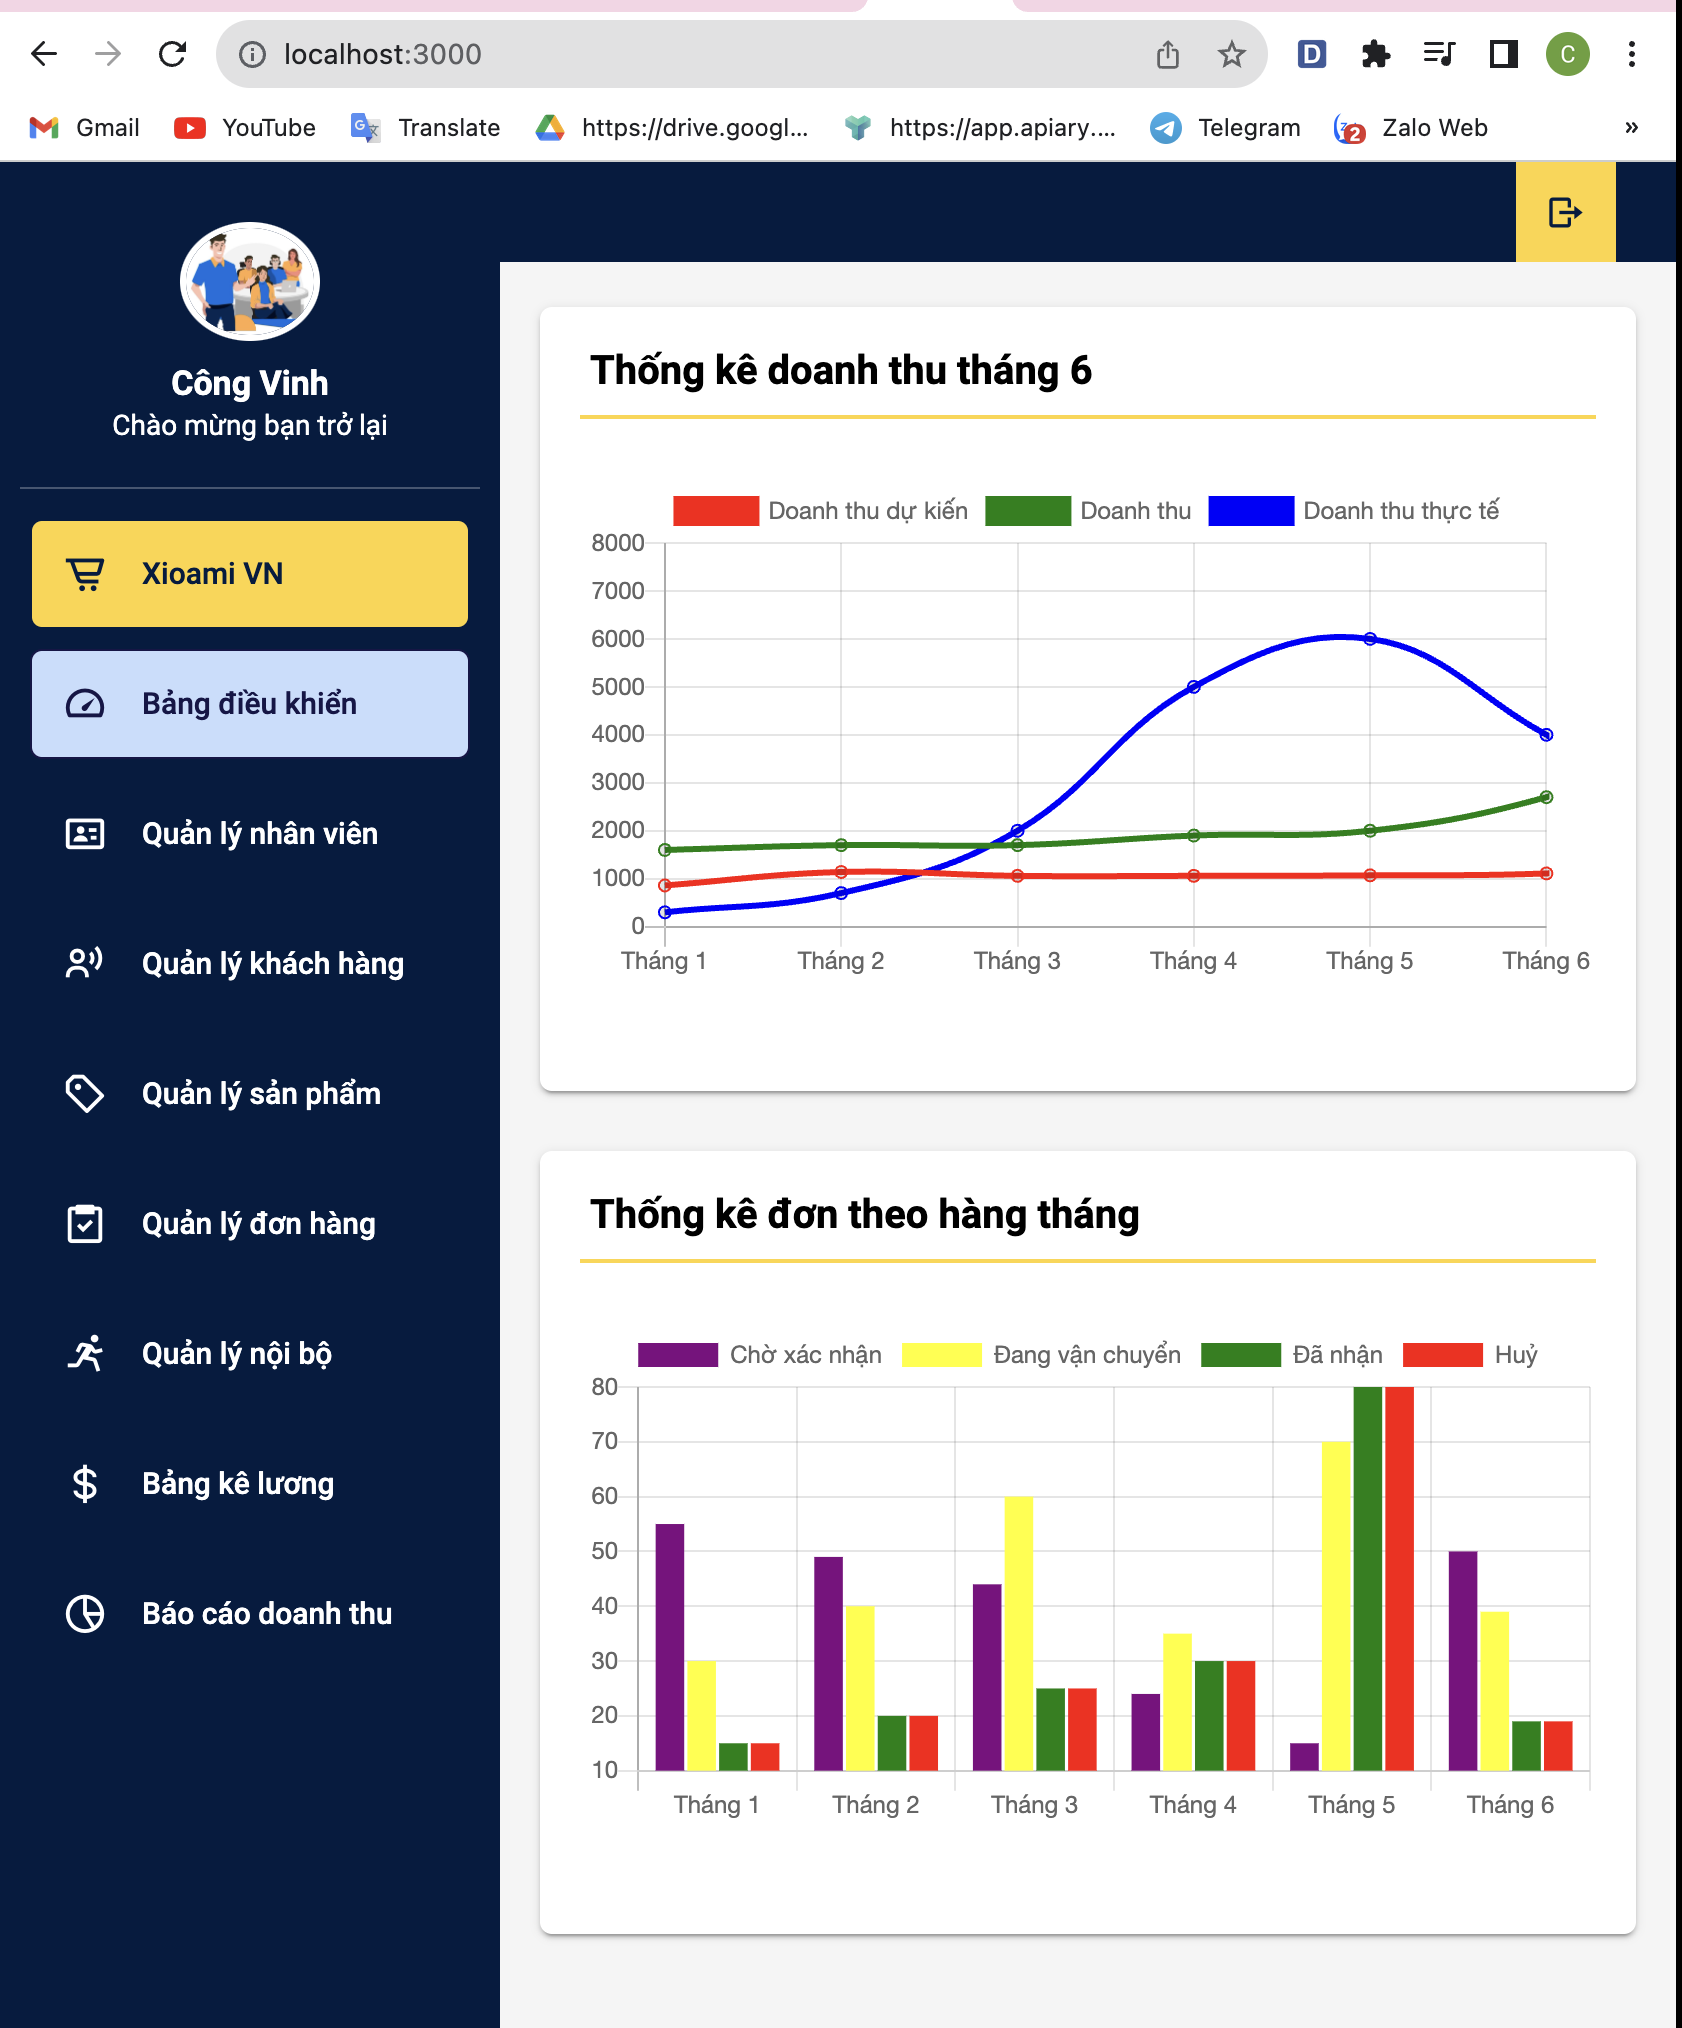 localhost:3000
D
C
Gmail
YouTube
Translate
https://drive.googl...
https://app.apiary....
Telegram
2
Zalo Web
»
Công Vinh
Chào mừng bạn trở lại
Xioami VN
Bảng điều khiển
Quản lý nhân viên
Quản lý khách hàng
Quản lý sản phẩm
Quản lý đơn hàng
Quản lý nội bộ
Bảng kê lương
Báo cáo doanh thu
Thống kê doanh thu tháng 6
Doanh thu dự kiến
Doanh thu
Doanh thu thực tế
8000
7000
6000
5000
4000
3000
2000
1000
0
Tháng 1
Tháng 2
Tháng 3
Tháng 4
Tháng 5
Tháng 6
Thống kê đơn theo hàng tháng
Chờ xác nhận
Đang vận chuyển
Đã nhận
Huỷ
80
70
60
50
40
30
20
10
Tháng 1
Tháng 2
Tháng 3
Tháng 4
Tháng 5
Tháng 6